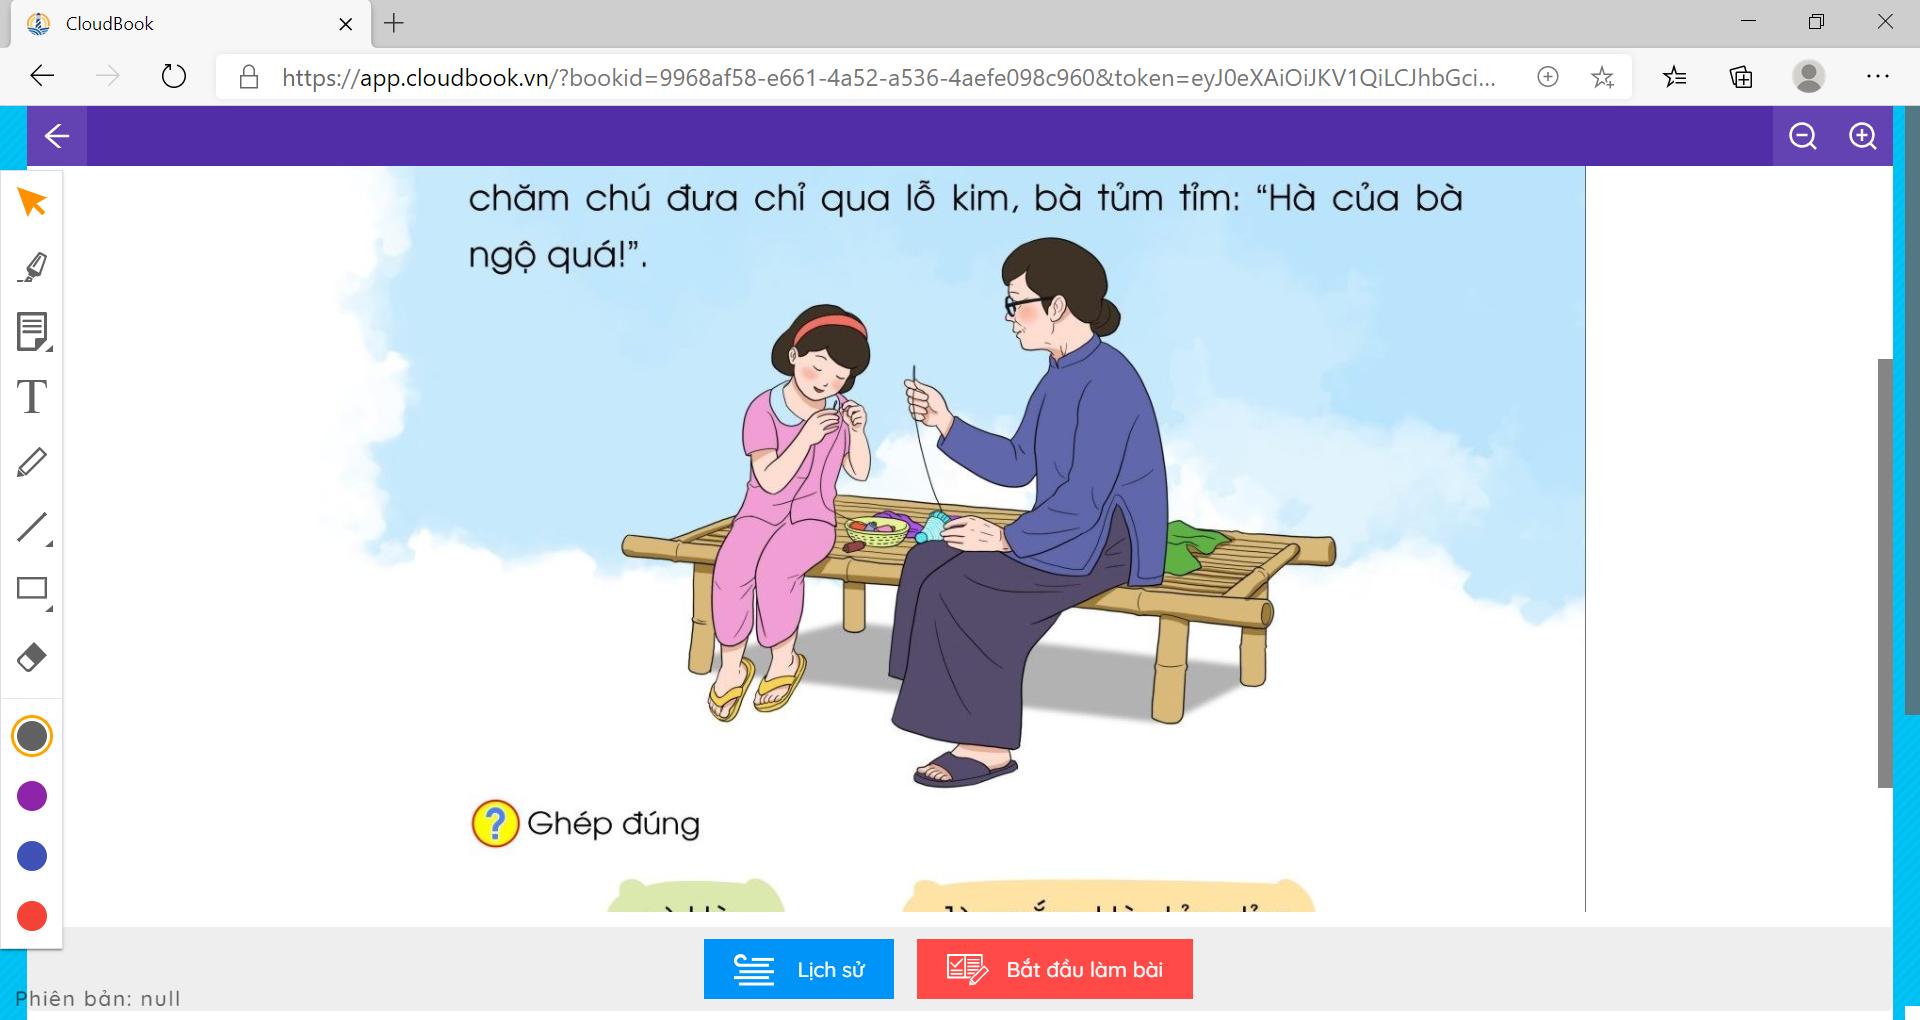 CloudBook
https://app.cloudbook.vn/?bookid=9968af58-e661-4a52-a536-4aefe098c960&token=eyJ0eXAiOiJKV1QiLCJhbGci...
chăm chú đưa chỉ qua lỗ kim, bà tủm tỉm: “Hà của bà
ngộ quá!”.
T
? Ghép đúng
Lịch sử
Bắt đầu làm bài
Phiên bản: null